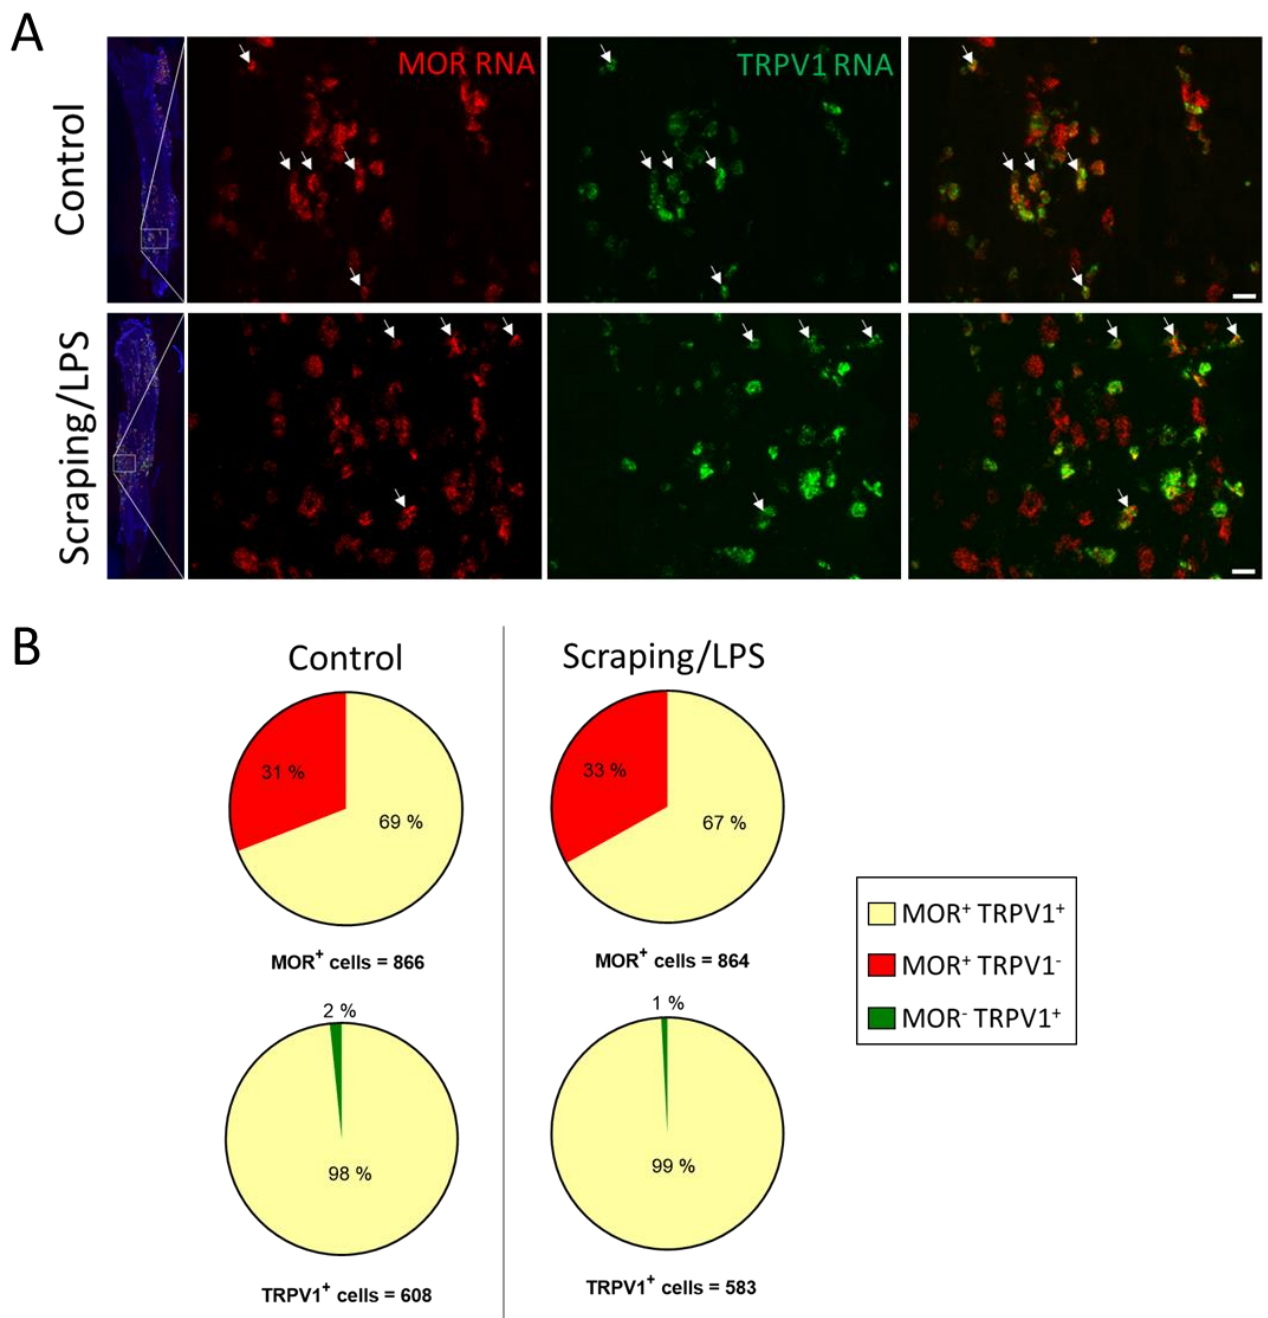 A
Control
MOR RNA
TRPV1 RNA
Scraping/LPS
B
Control
Scraping/LPS
31 %
69 %
33 %
67 %
MOR⁺ cells = 866
MOR⁺ cells = 864
MOR⁺ TRPV1⁺
MOR⁺ TRPV1⁻
MOR⁻ TRPV1⁺
2 %
1 %
98 %
99 %
TRPV1⁺ cells = 608
TRPV1⁺ cells = 583